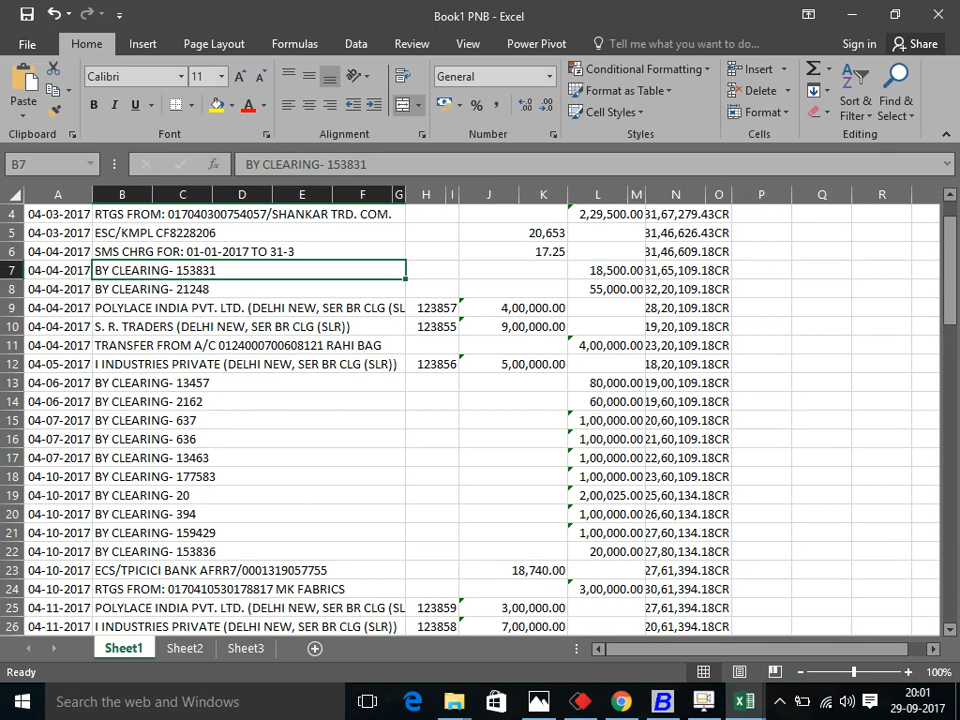 Book1 PNB - Excel
File Home Insert Page Layout Formulas Data Review View Power Pivot Tell me what you want to do... Sign in Share
Paste Calibri 11 General Conditional Formatting Insert
Format as Table Delete Sort & Find &
Cell Styles Format Filter Select
Clipboard Font Alignment Number Styles Cells Editing
B7 fx BY CLEARING- 153831
A B C D E F G H I J K L M N O P Q R
4 04-03-2017 RTGS FROM: 017040300754057/SHANKAR TRD. COM. 2,29,500.00 31,67,279.43CR
5 04-03-2017 ESC/KMPL CF8228206 20,653 31,46,626.43CR
6 04-04-2017 SMS CHRG FOR: 01-01-2017 TO 31-3 17.25 31,46,609.18CR
7 04-04-2017 BY CLEARING- 153831 18,500.00 31,65,109.18CR
8 04-04-2017 BY CLEARING- 21248 55,000.00 32,20,109.18CR
9 04-04-2017 POLYLACE INDIA PVT. LTD. (DELHI NEW, SER BR CLG (SL 123857 4,00,000.00 28,20,109.18CR
10 04-04-2017 S. R. TRADERS (DELHI NEW, SER BR CLG (SLR)) 123855 9,00,000.00 19,20,109.18CR
11 04-04-2017 TRANSFER FROM A/C 0124000700608121 RAHI BAG 4,00,000.00 23,20,109.18CR
12 04-05-2017 I INDUSTRIES PRIVATE (DELHI NEW, SER BR CLG (SLR)) 123856 5,00,000.00 18,20,109.18CR
13 04-06-2017 BY CLEARING- 13457 80,000.00 19,00,109.18CR
14 04-06-2017 BY CLEARING- 2162 60,000.00 19,60,109.18CR
15 04-07-2017 BY CLEARING- 637 1,00,000.00 20,60,109.18CR
16 04-07-2017 BY CLEARING- 636 1,00,000.00 21,60,109.18CR
17 04-07-2017 BY CLEARING- 13463 1,00,000.00 22,60,109.18CR
18 04-10-2017 BY CLEARING- 177583 1,00,000.00 23,60,109.18CR
19 04-10-2017 BY CLEARING- 20 2,00,025.00 25,60,134.18CR
20 04-10-2017 BY CLEARING- 394 1,00,000.00 26,60,134.18CR
21 04-10-2017 BY CLEARING- 159429 1,00,000.00 27,60,134.18CR
22 04-10-2017 BY CLEARING- 153836 20,000.00 27,80,134.18CR
23 04-10-2017 ECS/TPICICI BANK AFRR7/0001319057755 18,740.00 27,61,394.18CR
24 04-10-2017 RTGS FROM: 0170410530178817 MK FABRICS 3,00,000.00 30,61,394.18CR
25 04-11-2017 POLYLACE INDIA PVT. LTD. (DELHI NEW, SER BR CLG (SL 123859 3,00,000.00 27,61,394.18CR
26 04-11-2017 I INDUSTRIES PRIVATE (DELHI NEW, SER BR CLG (SLR)) 123858 7,00,000.00 20,61,394.18CR
Sheet1 Sheet2 Sheet3
Ready 100%
Search the web and Windows 20:01
29-09-2017